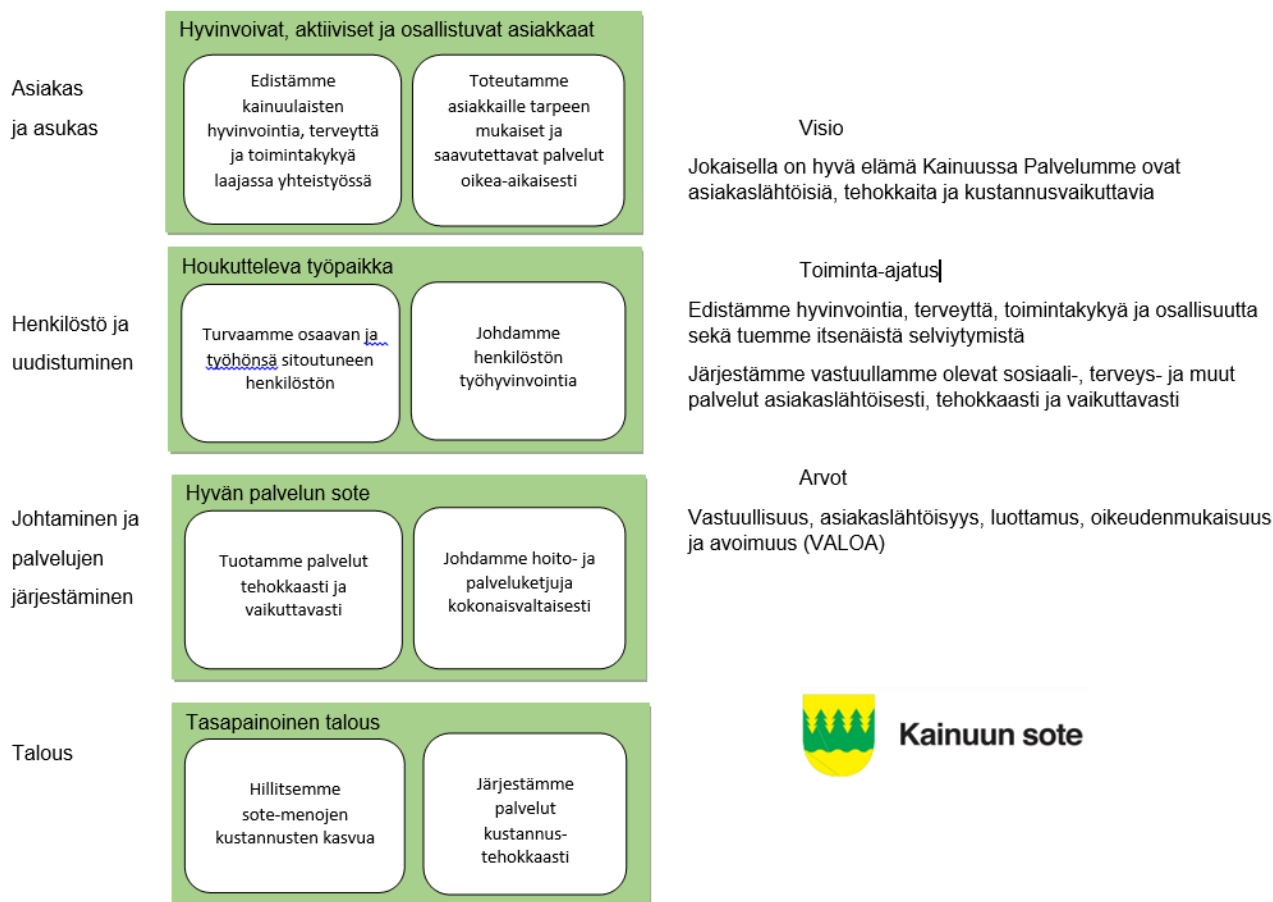 Asiakas
ja asukas
Hyvinvoivat, aktiiviset ja osallistuvat asiakkaat
Edistämme
kainuulaisten
hyvinvointia, terveyttä
ja toimintakykyä
laajassa yhteistyössä
Toteutamme
asiakkaille tarpeen
mukaiset ja
saavutettavat palvelut
oikea-aikaisesti
Henkilöstö ja
uudistuminen
Houkutteleva työpaikka
Turvaamme osaavan ja
työhönsä sitoutuneen
henkilöstön
Johdamme
henkilöstön
työhyvinvointia
Johtaminen ja
palvelujen
järjestäminen
Hyvän palvelun sote
Tuotamme palvelut
tehokkaasti ja
vaikuttavasti
Johdamme hoito- ja
palveluketjuja
kokonaisvaltaisesti
Talous
Tasapainoinen talous
Hillitsemme
sote-menojen
kustannusten kasvua
Järjestämme
palvelut
kustannus-
tehokkaasti
Visio
Jokaisella on hyvä elämä Kainuussa Palvelumme ovat
asiakaslähtöisiä, tehokkaita ja kustannusvaikuttavia
Toiminta-ajatus
Edistämme hyvinvointia, terveyttä, toimintakykyä ja osallisuutta
sekä tuemme itsenäistä selviytymistä
Järjestämme vastuullamme olevat sosiaali-, terveys- ja muut
palvelut asiakaslähtöisesti, tehokkaasti ja vaikuttavasti
Arvot
Vastuullisuus, asiakaslähtöisyys, luottamus, oikeudenmukaisuus
ja avoimuus (VALOA)
Kainuun sote